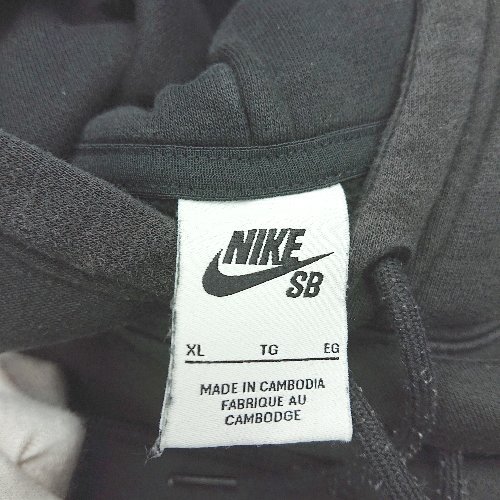 NIKE
SB
XL TG EG
MADE IN CAMBODIA
FABRIQUE AU
CAMBODGE